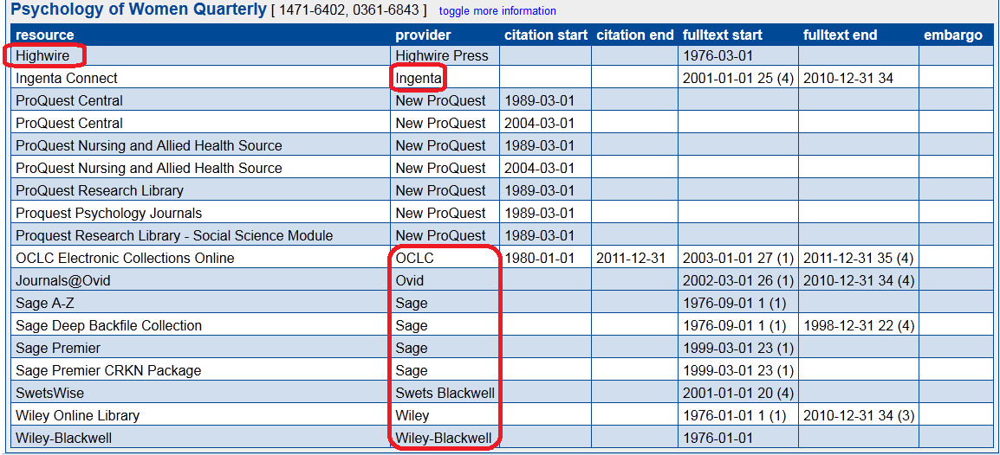 Psychology of Women Quarterly [ 1471-6402, 0361-6843 ] toggle more information
resource provider citation start citation end fulltext start fulltext end embargo
Highwire Highwire Press 1976-03-01
Ingenta Connect Ingenta 2001-01-01 25 (4) 2010-12-31 34
ProQuest Central New ProQuest 1989-03-01
ProQuest Central New ProQuest 2004-03-01
ProQuest Nursing and Allied Health Source New ProQuest 1989-03-01
ProQuest Nursing and Allied Health Source New ProQuest 2004-03-01
ProQuest Research Library New ProQuest 1989-03-01
Proquest Psychology Journals New ProQuest 1989-03-01
Proquest Research Library - Social Science Module New ProQuest 1989-03-01
OCLC Electronic Collections Online OCLC 1980-01-01 2011-12-31 2003-01-01 27 (1) 2011-12-31 35 (4)
Journals@Ovid Ovid 2002-03-01 26 (1) 2010-12-31 34 (4)
Sage A-Z Sage 1976-09-01 1 (1)
Sage Deep Backfile Collection Sage 1976-09-01 1 (1) 1998-12-31 22 (4)
Sage Premier Sage 1999-03-01 23 (1)
Sage Premier CRKN Package Sage 1999-03-01 23 (1)
SwetsWise Swets Blackwell 2001-01-01 20 (4)
Wiley Online Library Wiley 1976-01-01 1 (1) 2010-12-31 34 (3)
Wiley-Blackwell Wiley-Blackwell 1976-01-01